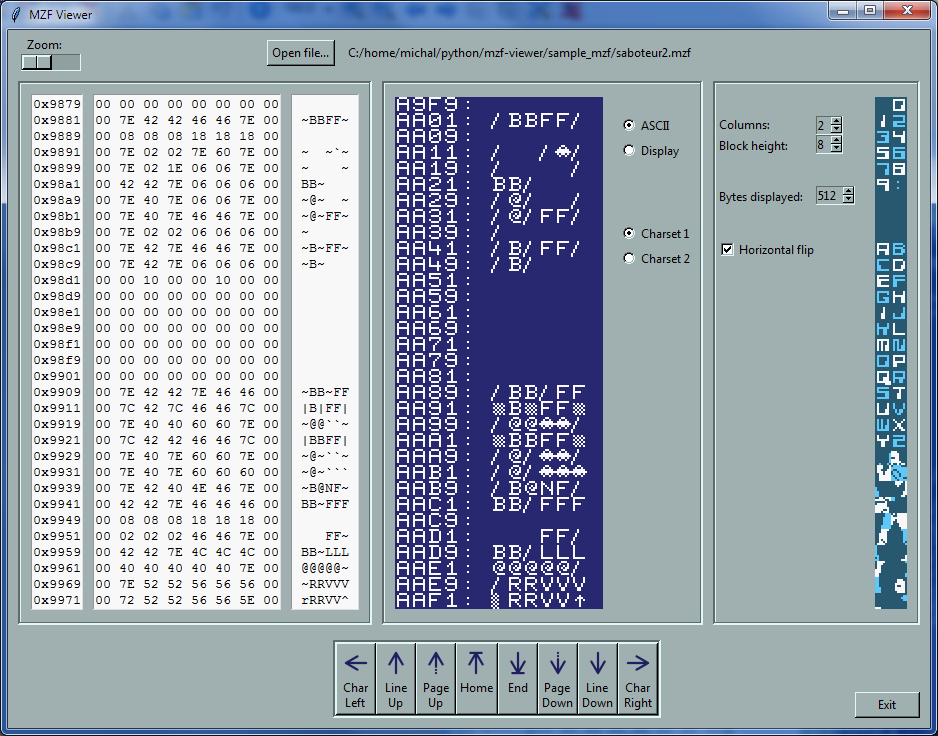 MZF Viewer
Zoom:
Open file... C:/home/michal/python/mzf-viewer/sample_mzf/saboteur2.mzf
0x9879 00 00 00 00 00 00 00 00
0x9881 00 7E 42 42 46 46 7E 00 ~BBFF~
0x9889 00 08 08 08 18 18 18 00
0x9891 00 7E 02 02 7E 60 7E 00 ~  ~`~
0x9899 00 7E 02 1E 06 06 7E 00 ~    ~
0x98a1 00 42 42 7E 06 06 06 00 BB~
0x98a9 00 7E 40 7E 06 06 7E 00 ~@~  ~
0x98b1 00 7E 40 7E 46 46 7E 00 ~@~FF~
0x98b9 00 7E 02 02 06 06 06 00 ~
0x98c1 00 7E 42 7E 46 46 7E 00 ~B~FF~
0x98c9 00 7E 42 7E 06 06 06 00 ~B~
0x98d1 00 00 10 00 00 10 00 00
0x98d9 00 00 00 00 00 00 00 00
0x98e1 00 00 00 00 00 00 00 00
0x98e9 00 00 00 00 00 00 00 00
0x98f1 00 00 00 00 00 00 00 00
0x98f9 00 00 00 00 00 00 00 00
0x9901 00 00 00 00 00 00 00 00
0x9909 00 7E 42 42 7E 46 46 00 ~BB~FF
0x9911 00 7C 42 7C 46 46 7C 00 |B|FF|
0x9919 00 7E 40 40 60 60 7E 00 ~@@``~
0x9921 00 7C 42 42 46 46 7C 00 |BBFF|
0x9929 00 7E 40 7E 60 60 7E 00 ~@~``~
0x9931 00 7E 40 7E 60 60 60 00 ~@~```
0x9939 00 7E 42 40 4E 46 7E 00 ~B@NF~
0x9941 00 42 42 7E 46 46 46 00 BB~FFF
0x9949 00 08 08 08 18 18 18 00
0x9951 00 02 02 02 46 46 7E 00 FF~
0x9959 00 42 42 7E 4C 4C 4C 00 BB~LLL
0x9961 00 40 40 40 40 40 7E 00 @@@@@~
0x9969 00 7E 52 52 56 56 56 00 ~RRVVV
0x9971 00 72 52 52 56 56 5E 00 rRRVV^
A9F9:
AA01: /BBFF/
AA09:
AA11: /  / /
AA19: /    /
AA21: BB/
AA29: /@/  /
AA31: /@/FF/
AA39: /
AA41: /B/FF/
AA49: /B/
AA51:
AA59:
AA61:
AA69:
AA71:
AA79:
AA81:
AA89: /BB/FF
AA91: ▒B▒FF▒
AA99: /@@  /
AAA1: ▒BBFF▒
AAA9: /@/  /
AAB1: /@/
AAB9: /B@NF/
AAC1: BB/FFF
AAC9:
AAD1: FF/
AAD9: BB/LLL
AAE1: @@@@@/
AAE9: /RRVVV
AAF1: ▒RRVV↑
ASCII
Display
Charset 1
Charset 2
Columns: 2
Block height: 8
Bytes displayed: 512
Horizontal flip
0
12
34
56
78
9:
AB
CD
EF
GH
IJ
KL
MN
OP
QR
ST
UV
WX
YZ
Char Left
Line Up
Page Up
Home
End
Page Down
Line Down
Char Right
Exit